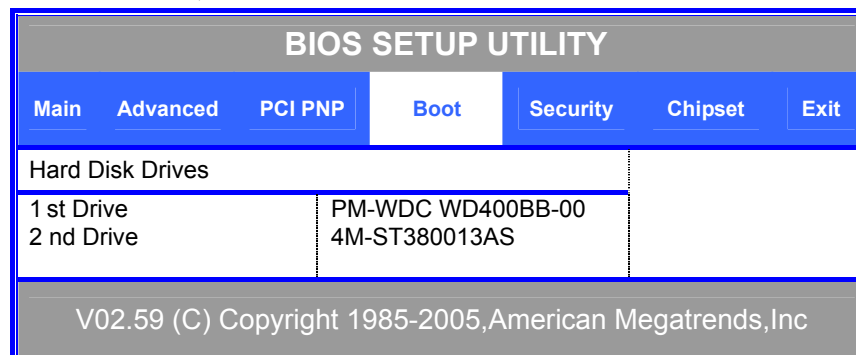 BIOS SETUP UTILITY
Main Advanced PCI PNP Boot Security Chipset Exit
Hard Disk Drives
1 st Drive PM-WDC WD400BB-00
2 nd Drive 4M-ST380013AS
V02.59 (C) Copyright 1985-2005,American Megatrends,Inc